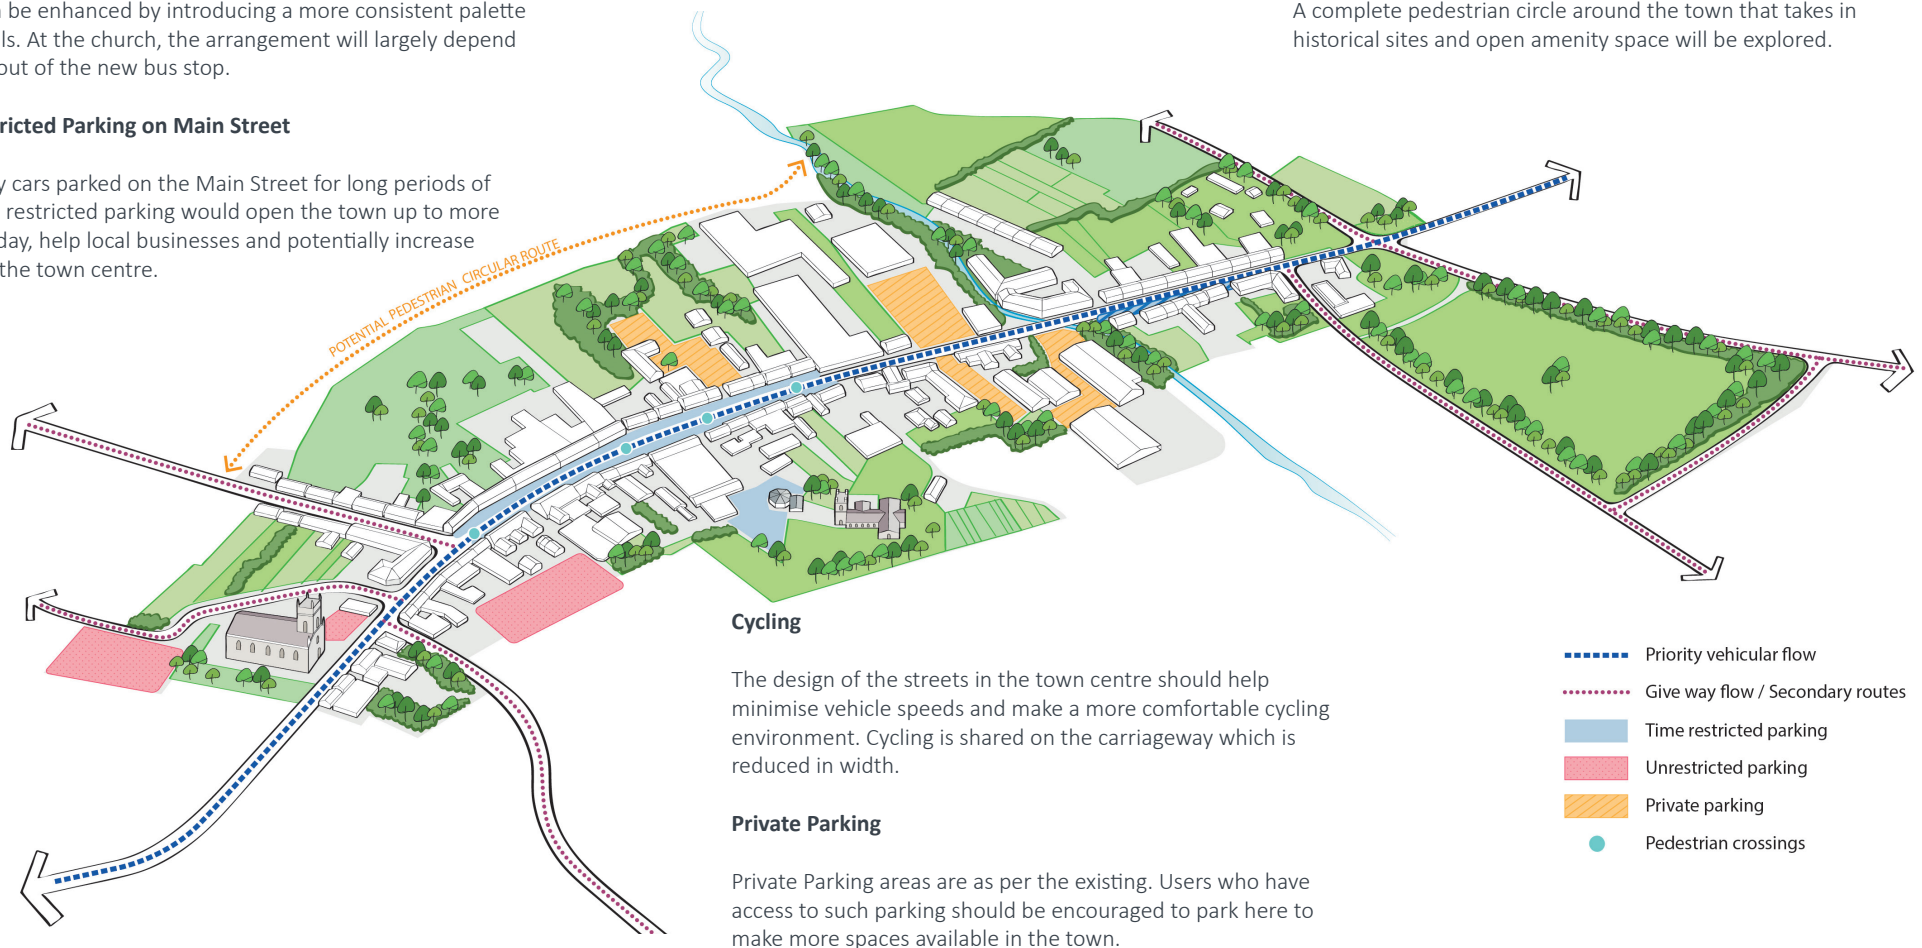 be enhanced by introducing a more consistent palette
ls. At the church, the arrangement will largely depend
out of the new bus stop.
ricted Parking on Main Street
y cars parked on the Main Street for long periods of
restricted parking would open the town up to more
day, help local businesses and potentially increase
the town centre.
A complete pedestrian circle around the town that takes in
historical sites and open amenity space will be explored.
POTENTIAL PEDESTRIAN CIRCULAR ROUTE
Cycling
The design of the streets in the town centre should help
minimise vehicle speeds and make a more comfortable cycling
environment. Cycling is shared on the carriageway which is
reduced in width.
Private Parking
Private Parking areas are as per the existing. Users who have
access to such parking should be encouraged to park here to
make more spaces available in the town.
Priority vehicular flow
Give way flow / Secondary routes
Time restricted parking
Unrestricted parking
Private parking
Pedestrian crossings